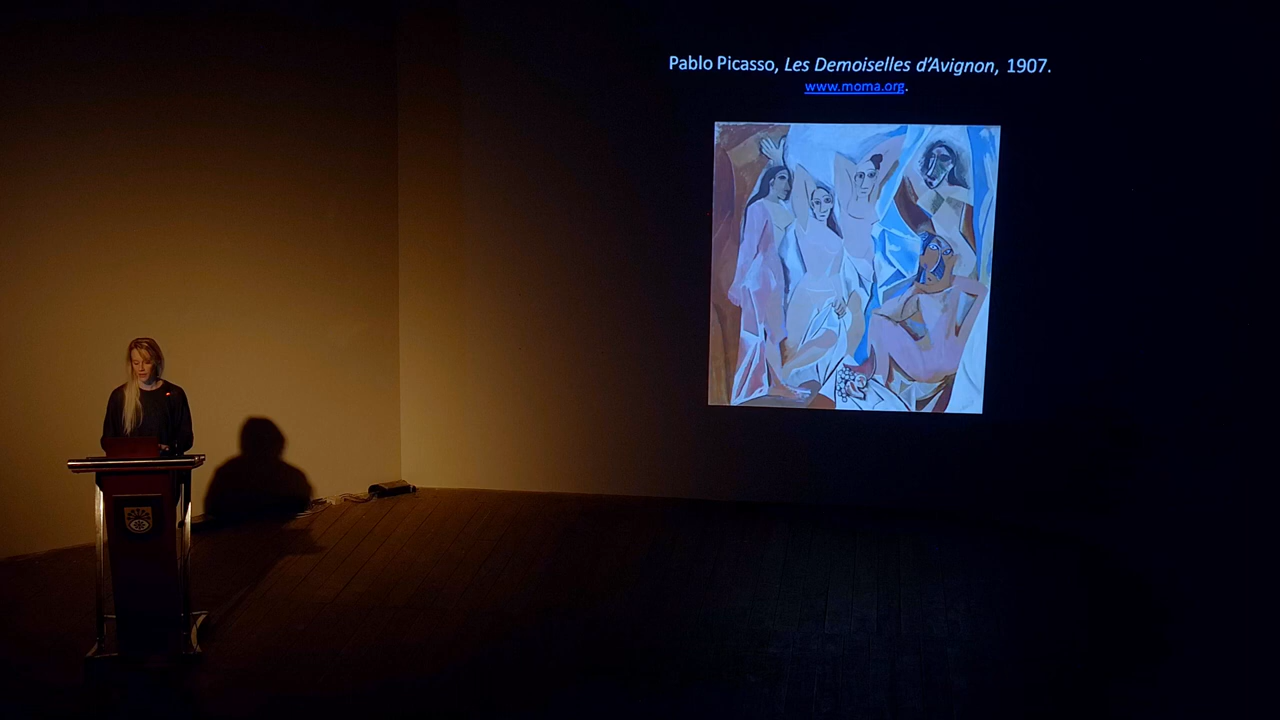 Pablo Picasso, Les Demoiselles d’Avignon, 1907.
www.moma.org.